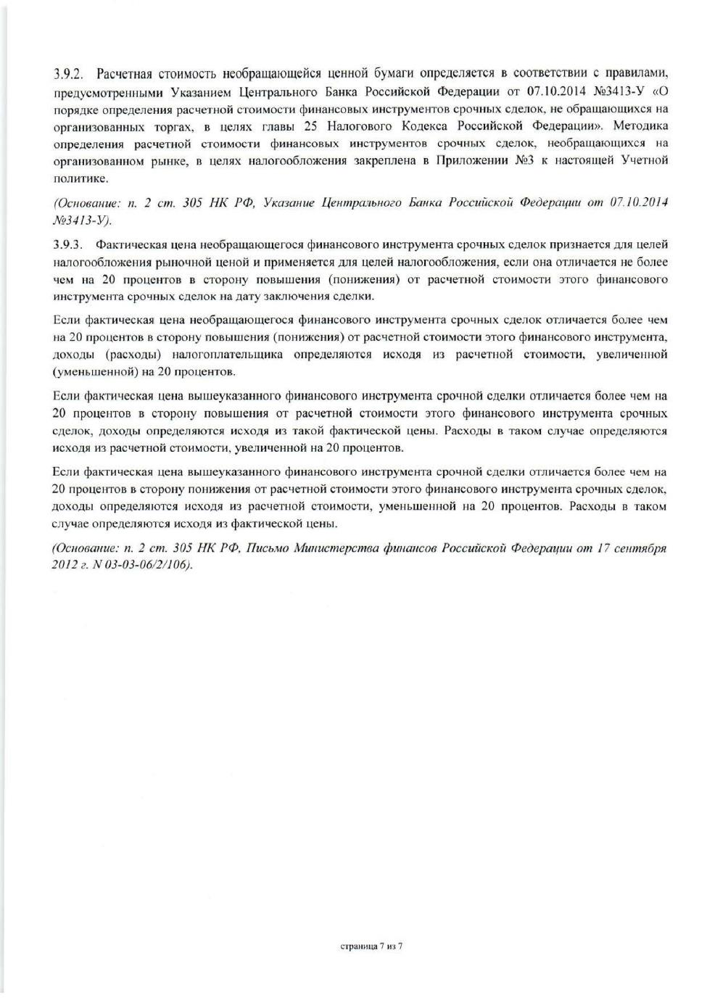 3.9.2. Расчетная стоимость необращающейся ценной бумаги определяется в соответствии с правилами,
предусмотренными Указанием Центрального Банка Российской Федерации от 07.10.2014 №3413-У «О
порядке определения расчетной стоимости финансовых инструментов срочных сделок, не обращающихся на
организованных торгах, в целях главы 25 Налогового Кодекса Российской Федерации». Методика
определения расчетной стоимости финансовых инструментов срочных сделок, необращающихся на
организованном рынке, в целях налогообложения закреплена в Приложении №3 к настоящей Учетной
политике.
(Основание: п. 2 ст. 305 НК РФ, Указание Центрального Банка Российской Федерации от 07.10.2014
№3413-У).
3.9.3. Фактическая цена необращающегося финансового инструмента срочных сделок признается для целей
налогообложения рыночной ценой и применяется для целей налогообложения, если она отличается не более
чем на 20 процентов в сторону повышения (понижения) от расчетной стоимости этого финансового
инструмента срочных сделок на дату заключения сделки.
Если фактическая цена необращающегося финансового инструмента срочных сделок отличается более чем
на 20 процентов в сторону повышения (понижения) от расчетной стоимости этого финансового инструмента,
доходы (расходы) налогоплательщика определяются исходя из расчетной стоимости, увеличенной
(уменьшенной) на 20 процентов.
Если фактическая цена вышеуказанного финансового инструмента срочной сделки отличается более чем на
20 процентов в сторону повышения от расчетной стоимости этого финансового инструмента срочных
сделок, доходы определяются исходя из такой фактической цены. Расходы в таком случае определяются
исходя из расчетной стоимости, увеличенной на 20 процентов.
Если фактическая цена вышеуказанного финансового инструмента срочной сделки отличается более чем на
20 процентов в сторону понижения от расчетной стоимости этого финансового инструмента срочных сделок,
доходы определяются исходя из расчетной стоимости, уменьшенной на 20 процентов. Расходы в таком
случае определяются исходя из фактической цены.
(Основание: п. 2 ст. 305 НК РФ, Письмо Министерства финансов Российской Федерации от 17 сентября
2012 г. N 03-03-06/2/106).
страница 7 из 7